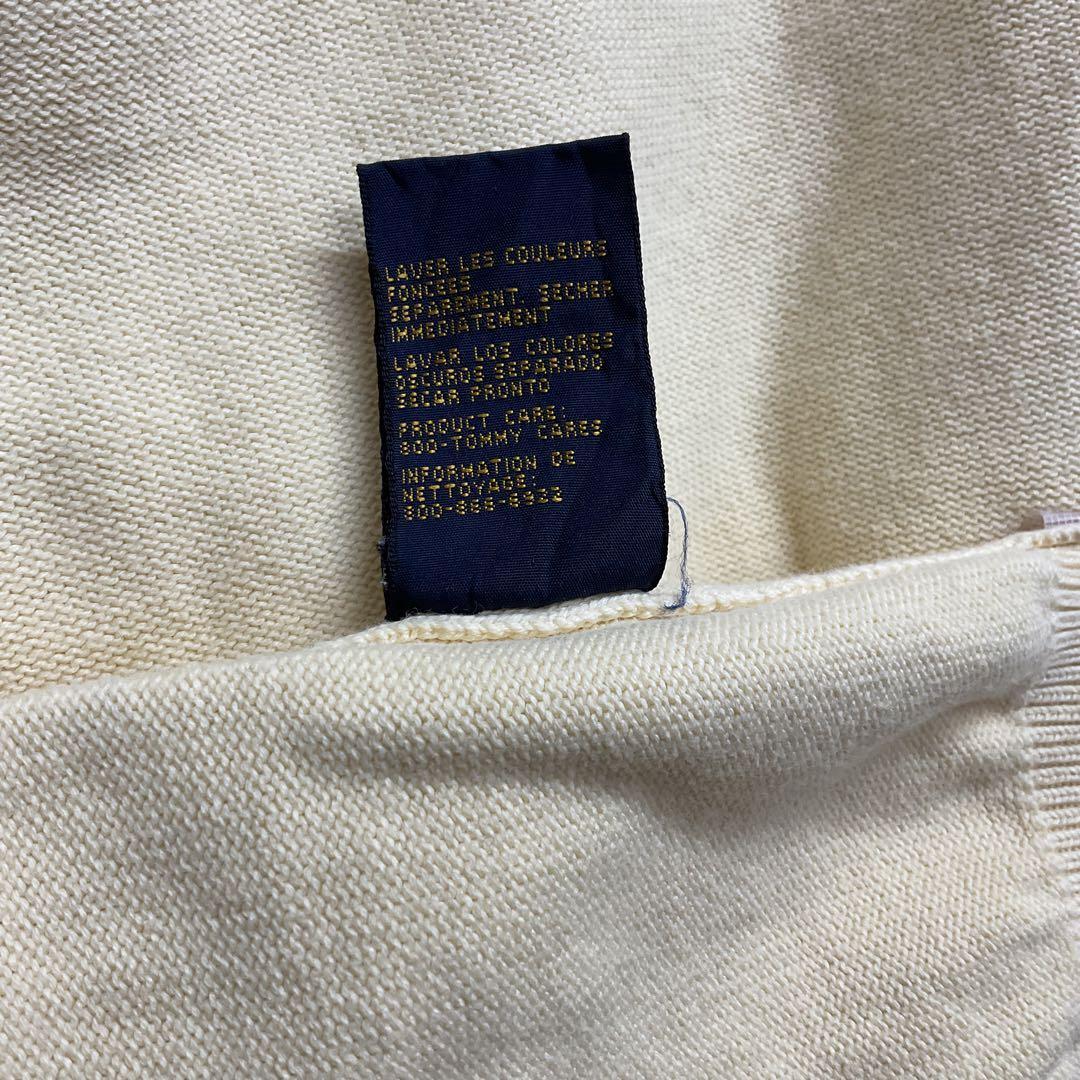 LAVER LES COULEURS
FONCEES
SEPAREMENT. SECHER
IMMEDIATEMENT
LAVAR LOS COLORES
OSCUROS SEPARADO
SECAR PRONTO
PRODUCT CARE:
800-TOMMY CARES
INFORMATION DE
NETTOYAGE: